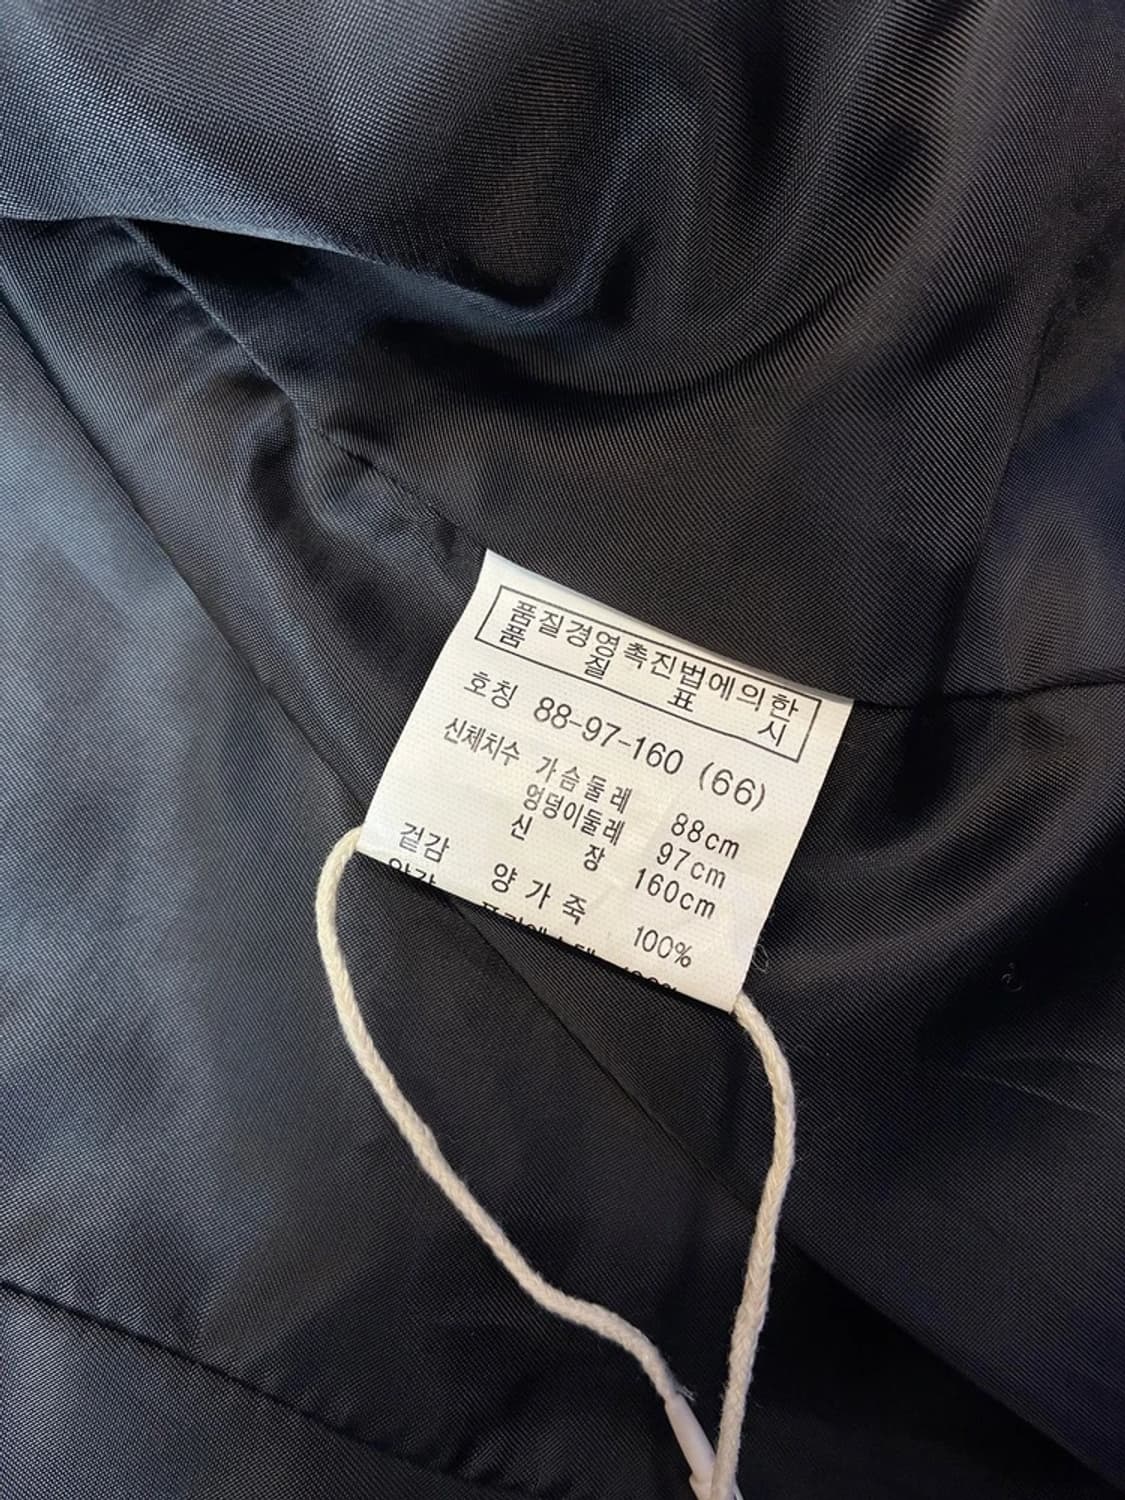 품질경영촉진법에의한
품 질 표 시
호칭 88-97-160 (66)
신체치수 가슴둘레 88cm
엉덩이둘레 97cm
신 장 160cm
겉감 양가죽 100%